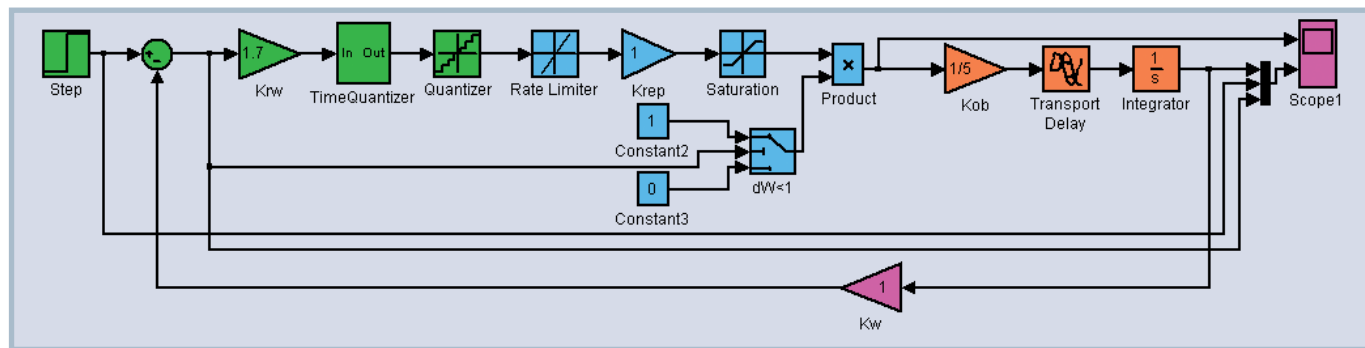 Step
+
-
1.7
Krw
In Out
TimeQuantizer
Quantizer
Rate Limiter
1
Krep
Saturation
×
Product
1/5
Kob
Transport
Delay
1
s
Integrator
Scope1
1
Constant2
0
Constant3
dW<1
1
Kw